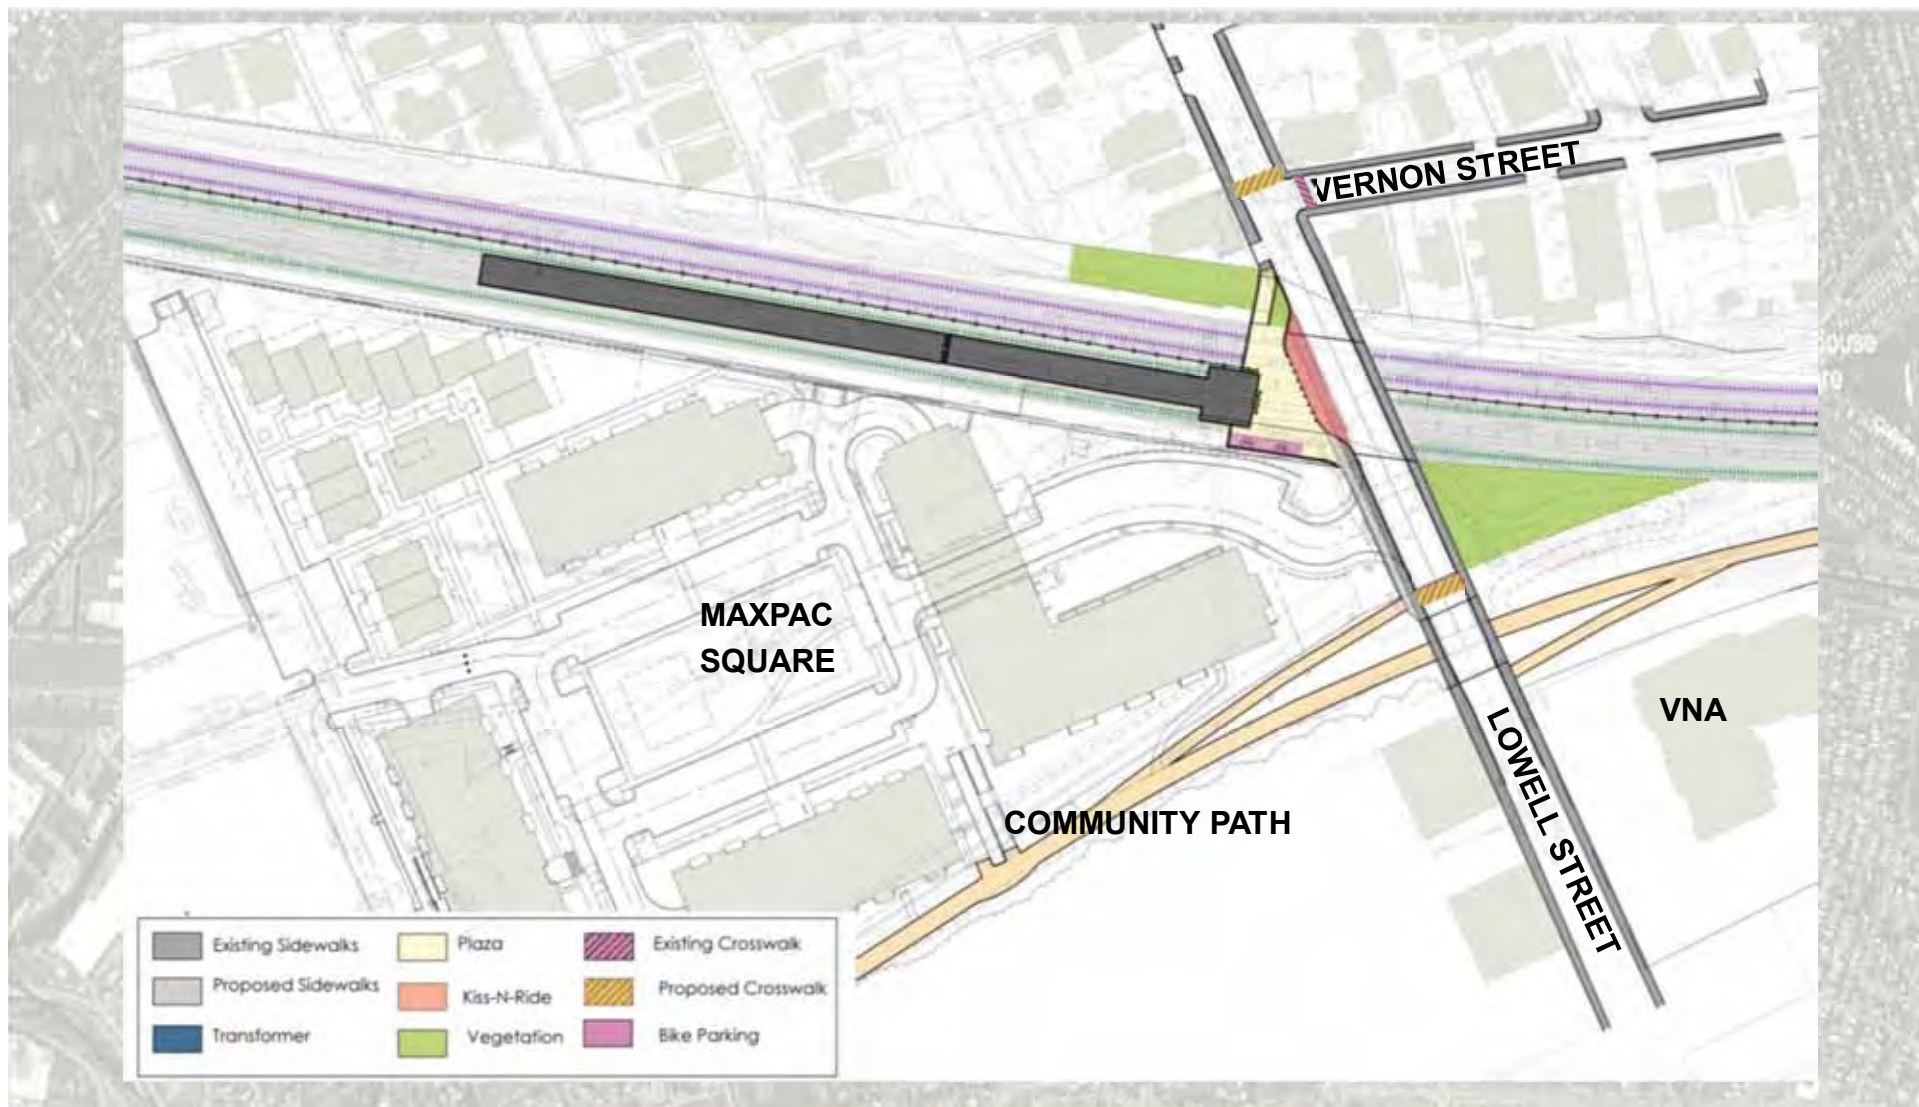 VERNON STREET
MAXPAC
SQUARE
VNA
LOWELL STREET
COMMUNITY PATH
Existing Sidewalks
Plaza
Existing Crosswalk
Proposed Sidewalks
Kiss-N-Ride
Proposed Crosswalk
Transformer
Vegetation
Bike Parking